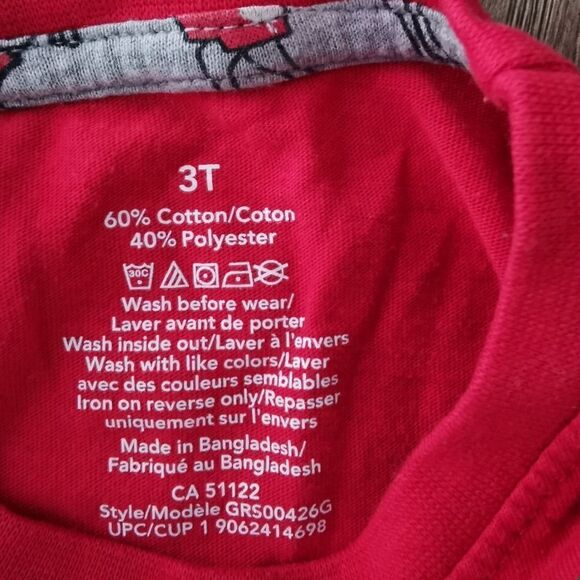 3T
60% Cotton/Coton
40% Polyester
30C
Wash before wear/
Laver avant de porter
Wash inside out/Laver à l'envers
Wash with like colors/Laver
avec des couleurs semblables
Iron on reverse only/Repasser
uniquement sur l'envers
Made in Bangladesh/
Fabriqué au Bangladesh
CA 51122
Style/Modèle GRS00426G
UPC/CUP 1 9062414698